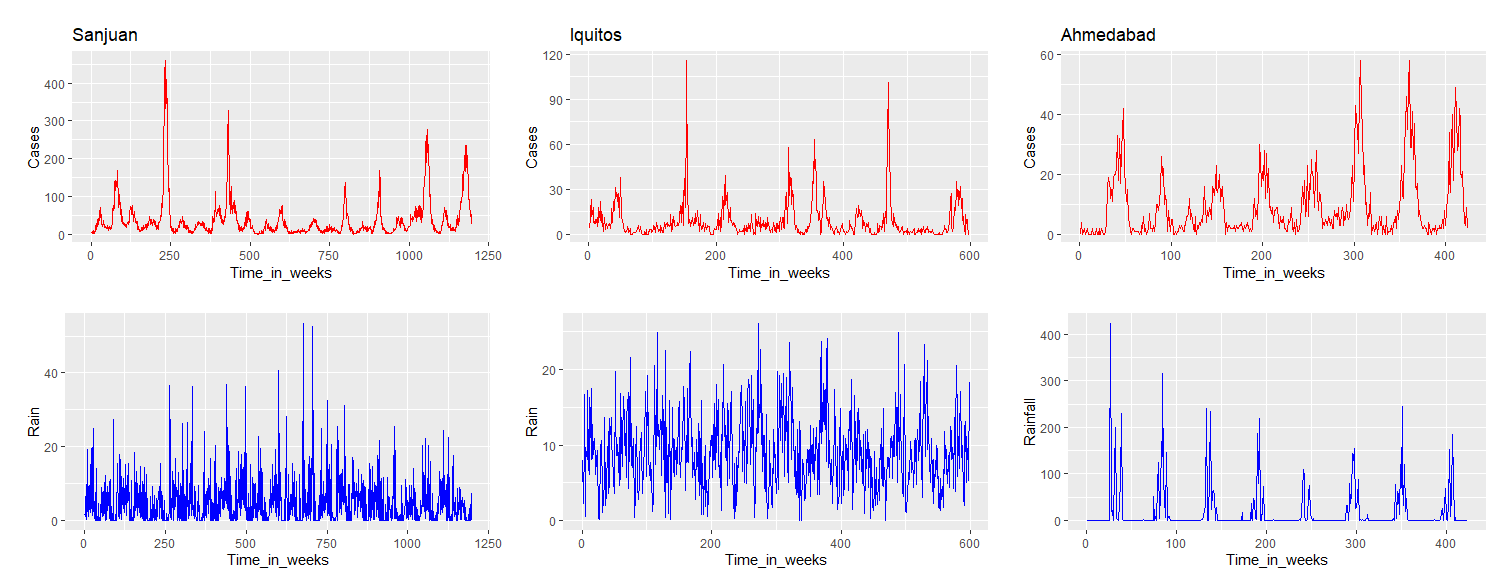 Sanjuan
400
300
200
100
0
Cases
0 250 500 750 1000 1250
Time_in_weeks
Iquitos
120
90
60
30
0
Cases
0 200 400 600
Time_in_weeks
Ahmedabad
60
40
20
0
Cases
0 100 200 300 400
Time_in_weeks
40
20
0
Rain
0 250 500 750 1000 1250
Time_in_weeks
20
10
0
Rain
0 200 400 600
Time_in_weeks
400
300
200
100
0
Rainfall
0 100 200 300 400
Time_in_weeks